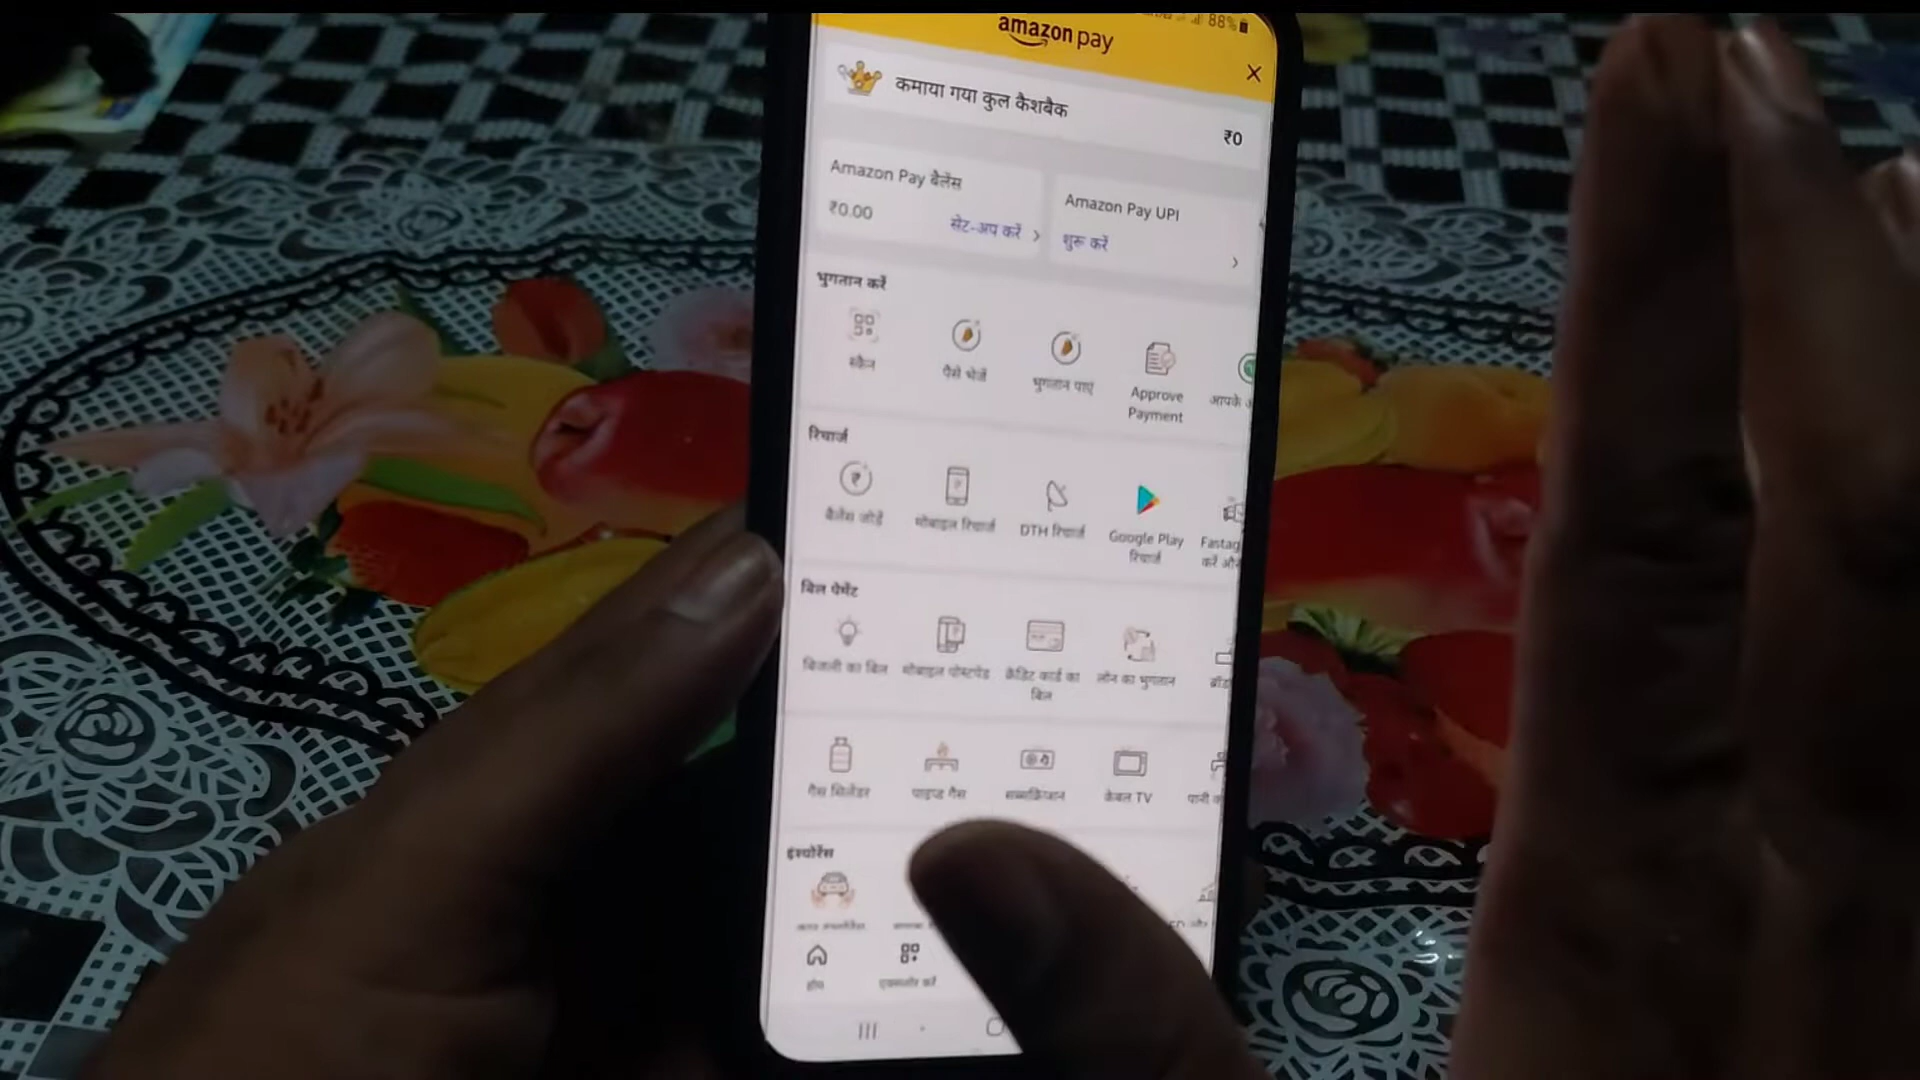 88%
amazon pay
कमाया गया कुल कैशबैक
₹0
Amazon Pay बैलेंस
₹0.00
सेट-अप करें
Amazon Pay UPI
शुरू करें
भुगतान करें
स्कैन
पैसे भेजें
भुगतान पाएं
Approve
Payment
आपके
रिचार्ज
बैलेंस जोड़ें
मोबाइल रिचार्ज
DTH रिचार्ज
Google Play
रिचार्ज
Fastag
करें और
बिल पेमेंट
बिजली का बिल
मोबाइल पोस्टपेड
क्रेडिट कार्ड का
बिल
लोन का भुगतान
गैस सिलेंडर
पाइप्ड गैस
सब्सक्रिप्शन
केबल TV
पानी
इंश्योरेंस
होम
एक्सप्लोर करें